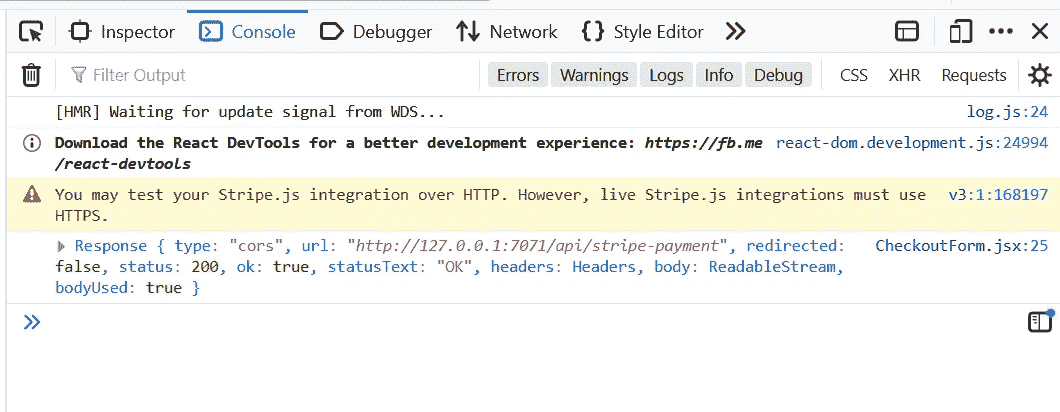 Inspector Console Debugger Network {} Style Editor
Filter Output Errors Warnings Logs Info Debug CSS XHR Requests
[HMR] Waiting for update signal from WDS... log.js:24
Download the React DevTools for a better development experience: https://fb.me react-dom.development.js:24994
/react-devtools
You may test your Stripe.js integration over HTTP. However, live Stripe.js integrations must use v3:1:168197
HTTPS.
Response { type: "cors", url: "http://127.0.0.1:7071/api/stripe-payment", redirected: CheckoutForm.jsx:25
false, status: 200, ok: true, statusText: "OK", headers: Headers, body: ReadableStream,
bodyUsed: true }